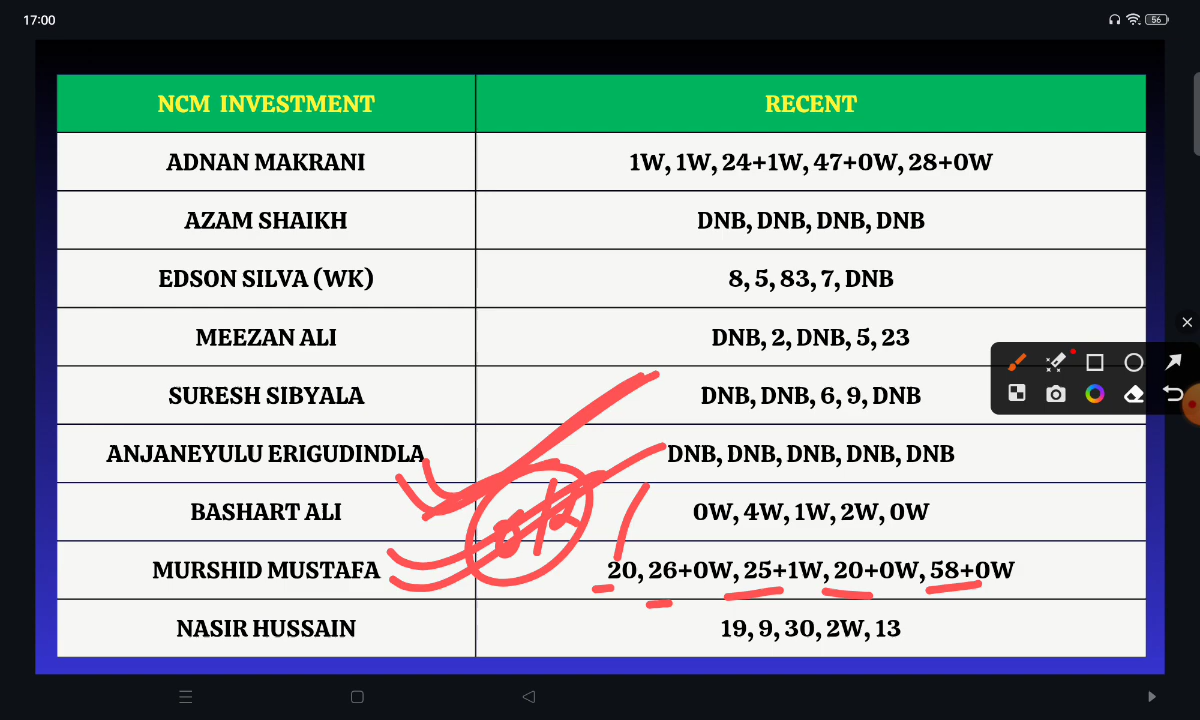 17:00
56
NCM INVESTMENT RECENT
ADNAN MAKRANI 1W, 1W, 24+1W, 47+0W, 28+0W
AZAM SHAIKH DNB, DNB, DNB, DNB
EDSON SILVA (WK) 8, 5, 83, 7, DNB
MEEZAN ALI DNB, 2, DNB, 5, 23
SURESH SIBYALA DNB, DNB, 6, 9, DNB
ANJANEYULU ERIGUDINDLA DNB, DNB, DNB, DNB, DNB
BASHART ALI 0W, 4W, 1W, 2W, 0W
MURSHID MUSTAFA 20, 26+0W, 25+1W, 20+0W, 58+0W
NASIR HUSSAIN 19, 9, 30, 2W, 13